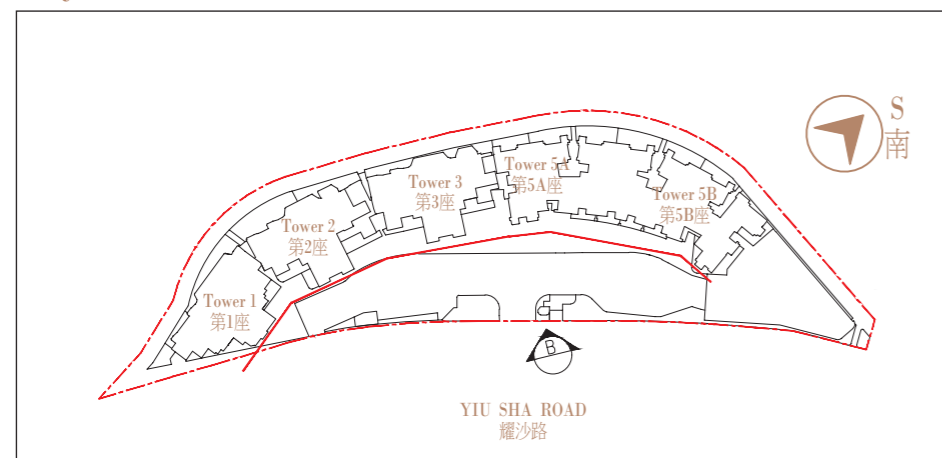 S
南
Tower 5A
第5A座
Tower 3
第3座
Tower 5B
第5B座
Tower 2
第2座
Tower 1
第1座
B
YIU SHA ROAD
耀沙路